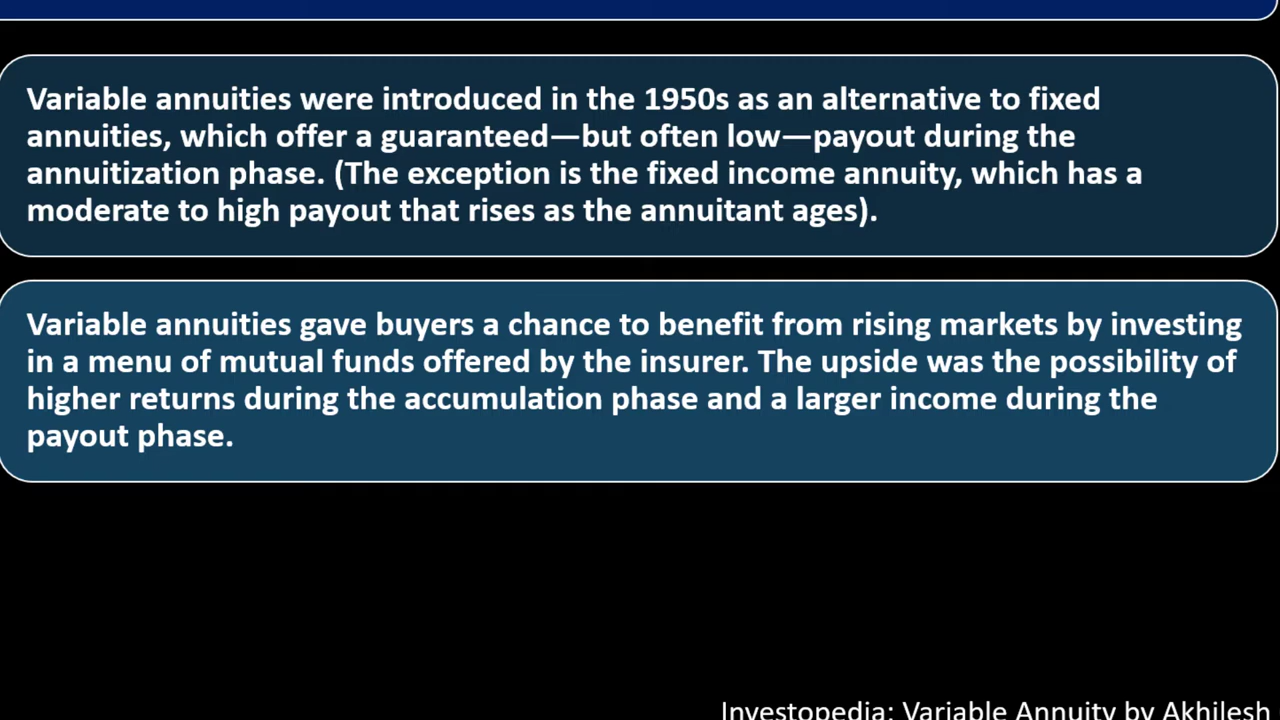 Variable annuities were introduced in the 1950s as an alternative to fixed
annuities, which offer a guaranteed—but often low—payout during the
annuitization phase. (The exception is the fixed income annuity, which has a
moderate to high payout that rises as the annuitant ages).
Variable annuities gave buyers a chance to benefit from rising markets by investing
in a menu of mutual funds offered by the insurer. The upside was the possibility of
higher returns during the accumulation phase and a larger income during the
payout phase.
Investopedia: Variable Annuity by Akhilesh